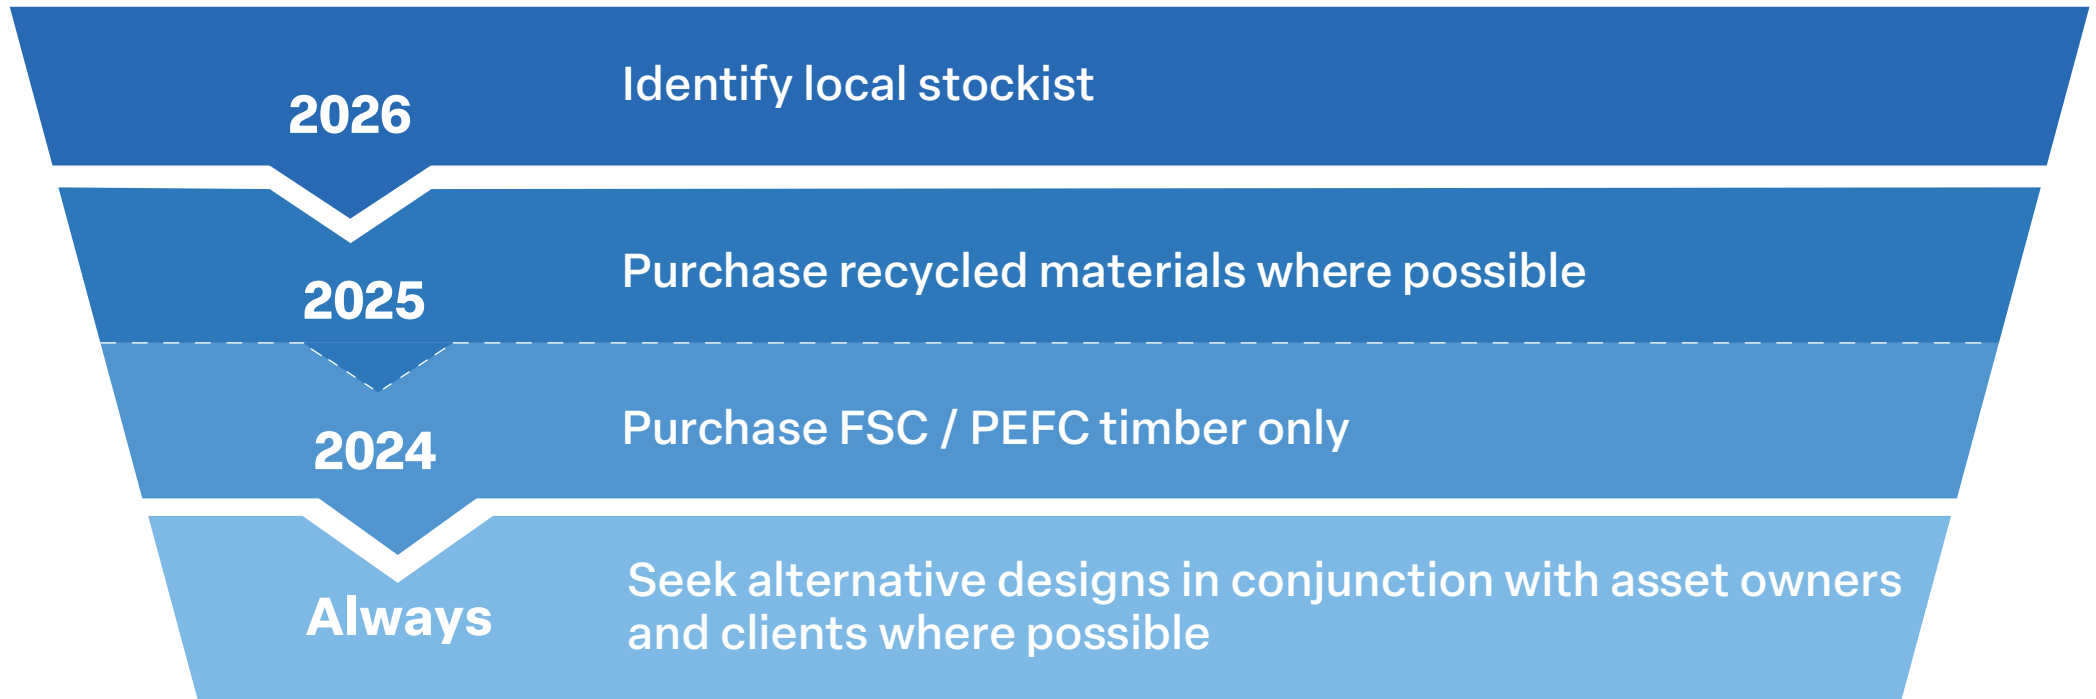 2026
Identify local stockist
2025
Purchase recycled materials where possible
2024
Purchase FSC / PEFC timber only
Always
Seek alternative designs in conjunction with asset owners
and clients where possible